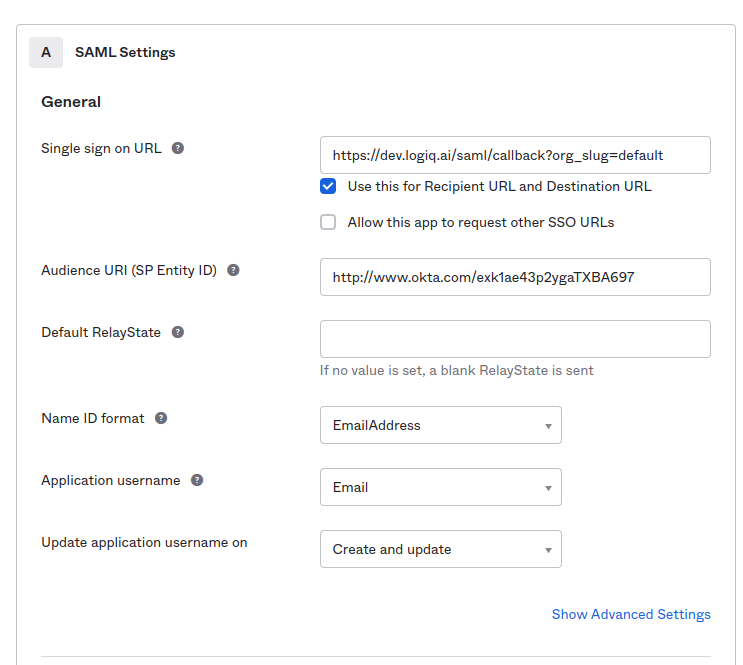 A SAML Settings
General
Single sign on URL ?
https://dev.logiq.ai/saml/callback?org_slug=default
Use this for Recipient URL and Destination URL
Allow this app to request other SSO URLs
Audience URI (SP Entity ID) ?
http://www.okta.com/exk1ae43p2ygaTXBA697
Default RelayState ?
If no value is set, a blank RelayState is sent
Name ID format ?
EmailAddress
Application username ?
Email
Update application username on
Create and update
Show Advanced Settings